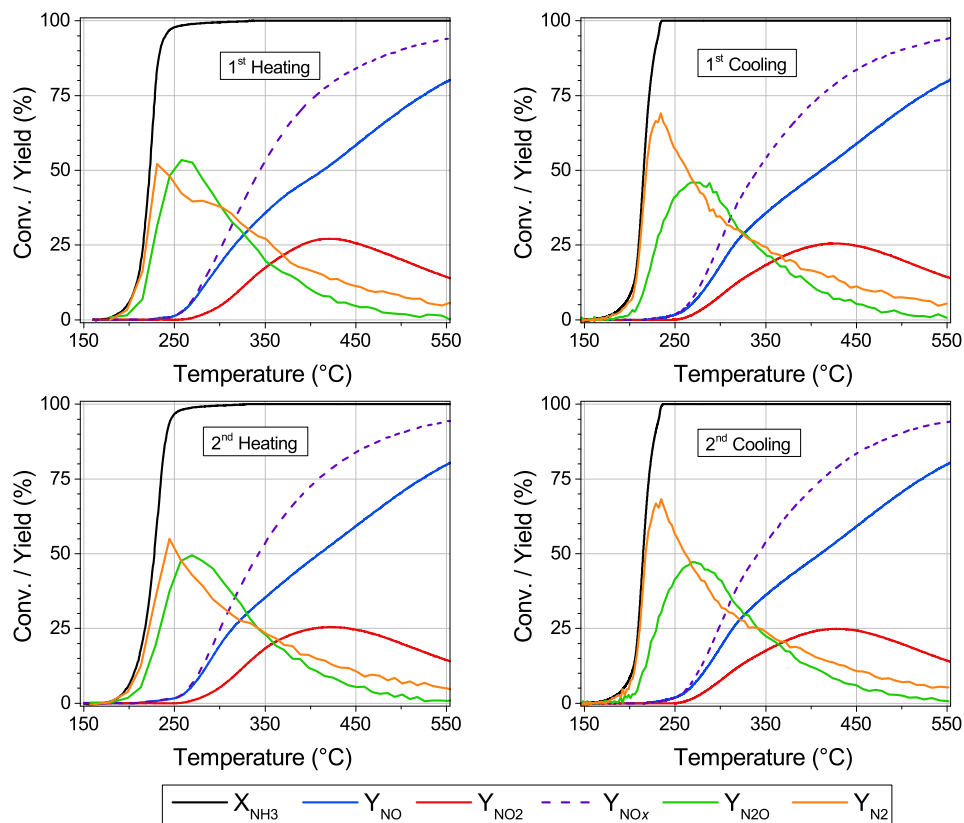 100
75
50
25
0
Conv. / Yield (%)
1st Heating
150 250 350 450 550
Temperature (°C)
100
75
50
25
0
Conv. / Yield (%)
1st Cooling
150 250 350 450 550
Temperature (°C)
100
75
50
25
0
Conv. / Yield (%)
2nd Heating
150 250 350 450 550
Temperature (°C)
100
75
50
25
0
Conv. / Yield (%)
2nd Cooling
150 250 350 450 550
Temperature (°C)
XNH3 YNO YNO2 YNOx YN2O YN2